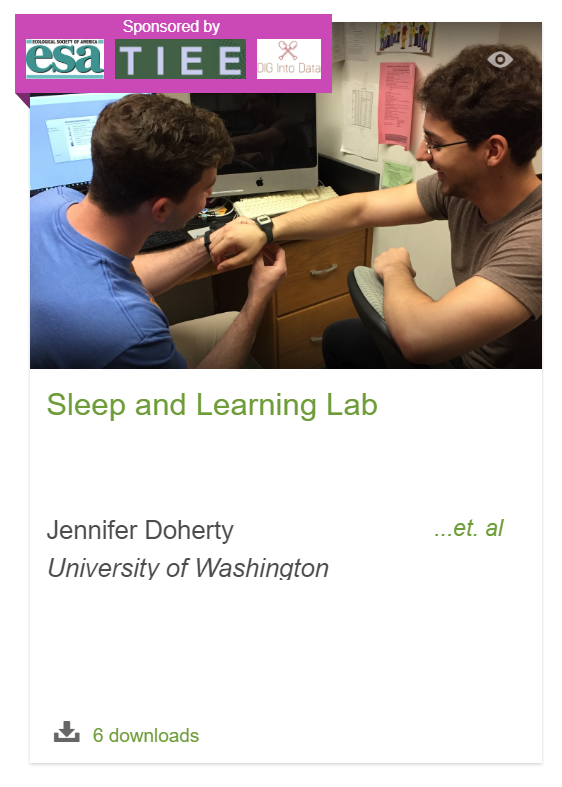 Sponsored by
ECOLOGICAL SOCIETY OF AMERICA
esa
TIEE
DIG Into Data
Sleep and Learning Lab
Jennifer Doherty
...et. al
University of Washington
6 downloads